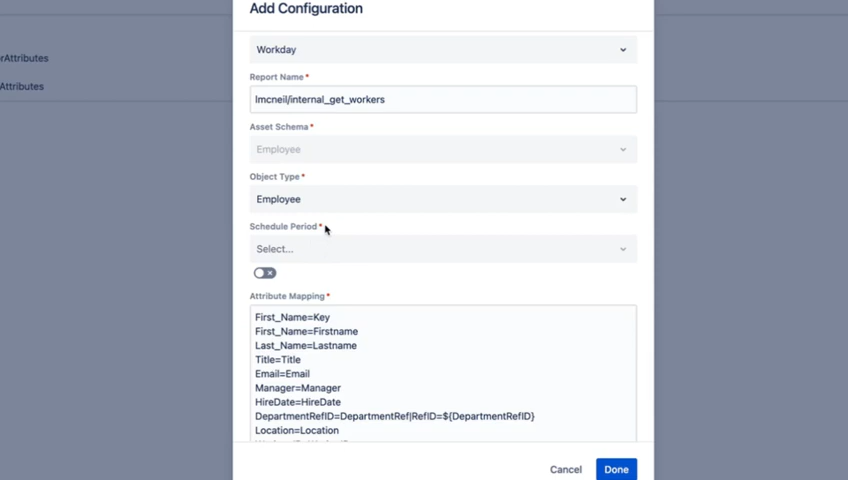 Add Configuration
rAttributes
Attributes
Workday
Report Name*
lmcneil/internal_get_workers
Asset Schema*
Employee
Object Type*
Employee
Schedule Period*
Select...
Attribute Mapping*
First_Name=Key
First_Name=Firstname
Last_Name=Lastname
Title=Title
Email=Email
Manager=Manager
HireDate=HireDate
DepartmentRefID=DepartmentRef|RefID=${DepartmentRefID}
Location=Location
Cancel
Done